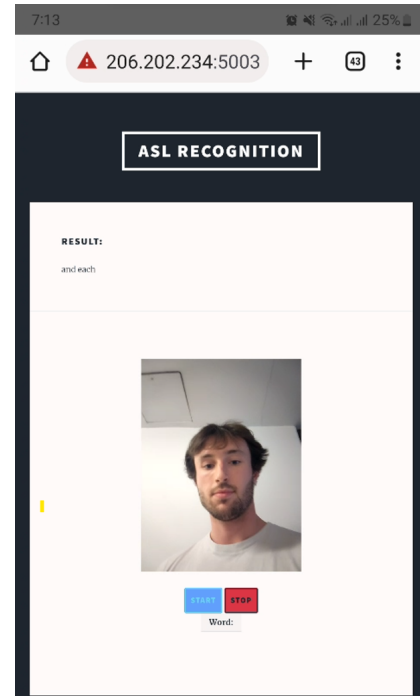 7:13 25%
206.202.234:5003 + 43
ASL RECOGNITION
RESULT:
and each
START STOP
Word: